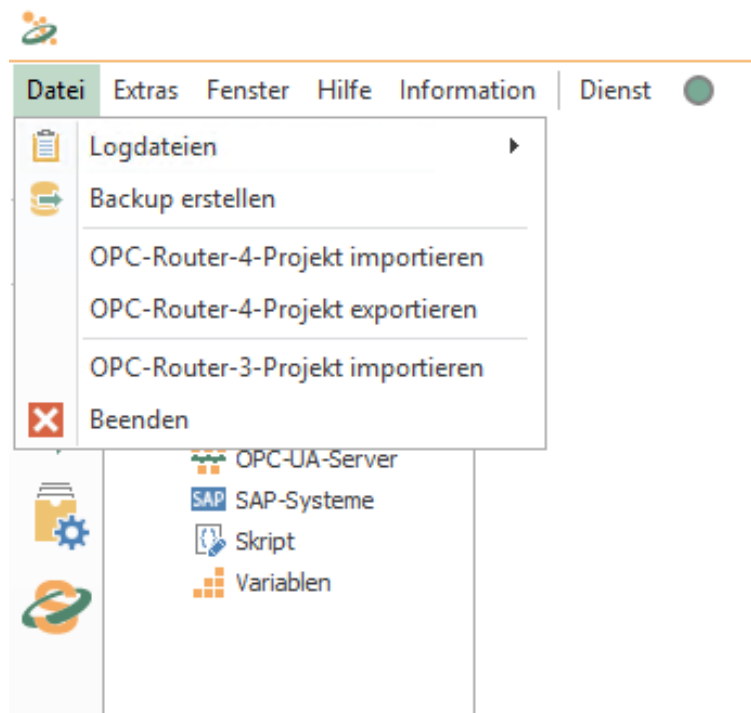 Datei Extras Fenster Hilfe Information Dienst
Logdateien
Backup erstellen
OPC-Router-4-Projekt importieren
OPC-Router-4-Projekt exportieren
OPC-Router-3-Projekt importieren
Beenden
OPC-UA-Server
SAP SAP-Systeme
Skript
Variablen